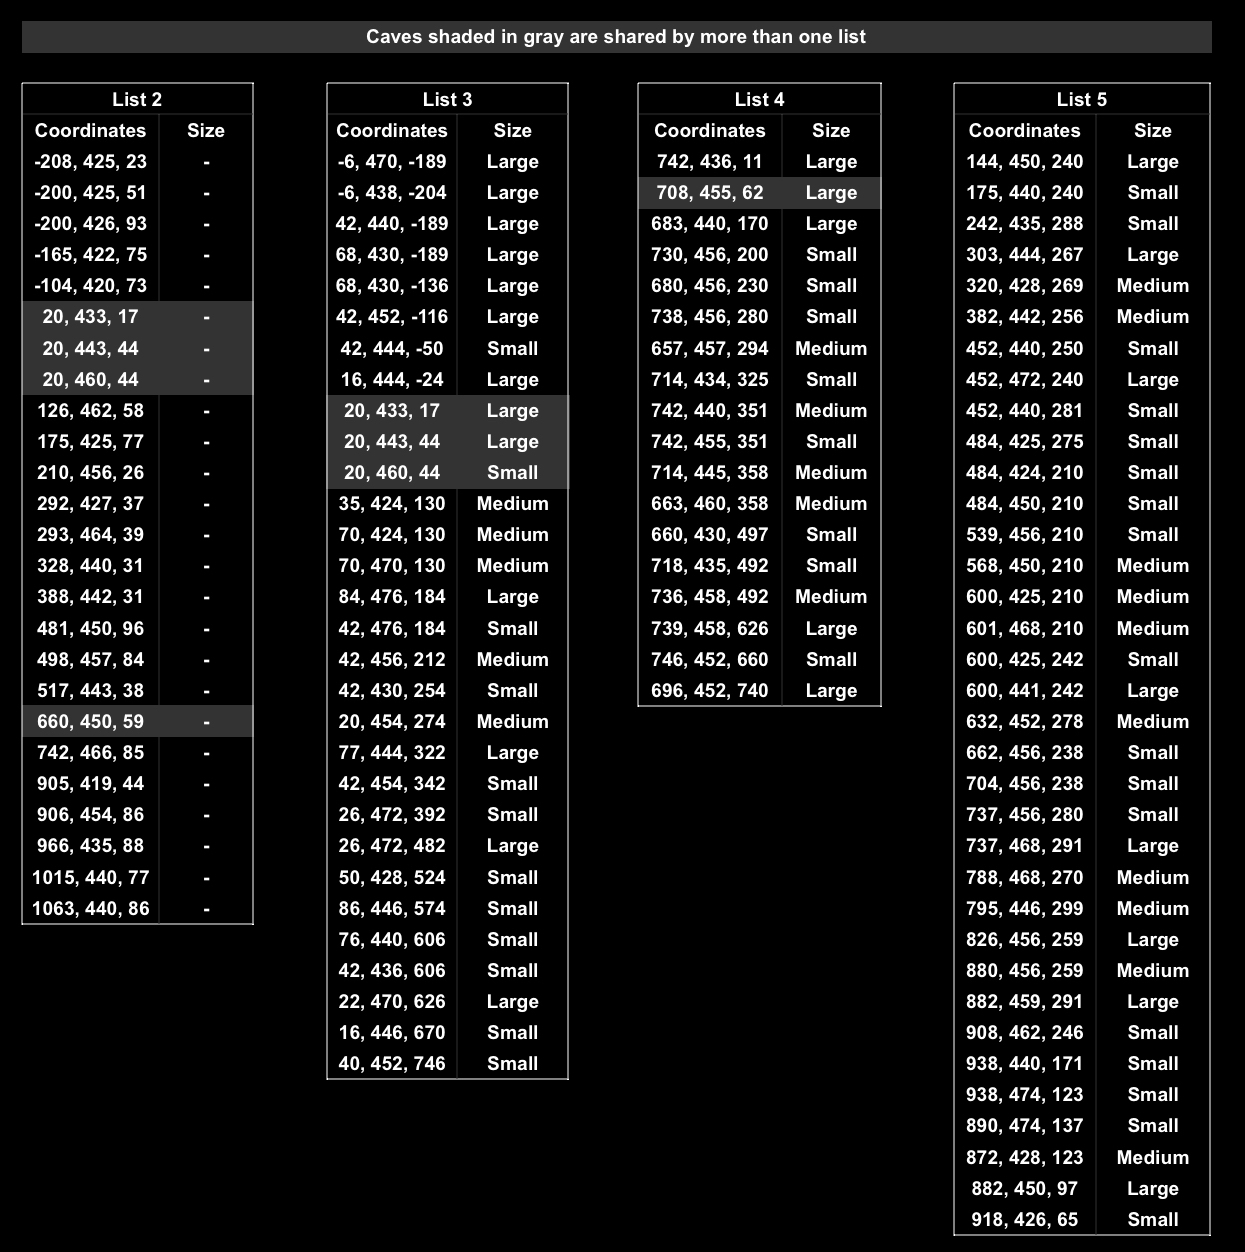 Caves shaded in gray are shared by more than one list
List 2
Coordinates Size
-208, 425, 23 -
-200, 425, 51 -
-200, 426, 93 -
-165, 422, 75 -
-104, 420, 73 -
20, 433, 17 -
20, 443, 44 -
20, 460, 44 -
126, 462, 58 -
175, 425, 77 -
210, 456, 26 -
292, 427, 37 -
293, 464, 39 -
328, 440, 31 -
388, 442, 31 -
481, 450, 96 -
498, 457, 84 -
517, 443, 38 -
660, 450, 59 -
742, 466, 85 -
905, 419, 44 -
906, 454, 86 -
966, 435, 88 -
1015, 440, 77 -
1063, 440, 86 -
List 3
Coordinates Size
-6, 470, -189 Large
-6, 438, -204 Large
42, 440, -189 Large
68, 430, -189 Large
68, 430, -136 Large
42, 452, -116 Large
42, 444, -50 Small
16, 444, -24 Large
20, 433, 17 Large
20, 443, 44 Large
20, 460, 44 Small
35, 424, 130 Medium
70, 424, 130 Medium
70, 470, 130 Medium
84, 476, 184 Large
42, 476, 184 Small
42, 456, 212 Medium
42, 430, 254 Small
20, 454, 274 Medium
77, 444, 322 Large
42, 454, 342 Small
26, 472, 392 Small
26, 472, 482 Large
50, 428, 524 Small
86, 446, 574 Small
76, 440, 606 Small
42, 436, 606 Small
22, 470, 626 Large
16, 446, 670 Small
40, 452, 746 Small
List 4
Coordinates Size
742, 436, 11 Large
708, 455, 62 Large
683, 440, 170 Large
730, 456, 200 Small
680, 456, 230 Small
738, 456, 280 Small
657, 457, 294 Medium
714, 434, 325 Small
742, 440, 351 Medium
742, 455, 351 Small
714, 445, 358 Medium
663, 460, 358 Medium
660, 430, 497 Small
718, 435, 492 Small
736, 458, 492 Medium
739, 458, 626 Large
746, 452, 660 Small
696, 452, 740 Large
List 5
Coordinates Size
144, 450, 240 Large
175, 440, 240 Small
242, 435, 288 Small
303, 444, 267 Large
320, 428, 269 Medium
382, 442, 256 Medium
452, 440, 250 Small
452, 472, 240 Large
452, 440, 281 Small
484, 425, 275 Small
484, 424, 210 Small
484, 450, 210 Small
539, 456, 210 Small
568, 450, 210 Medium
600, 425, 210 Medium
601, 468, 210 Medium
600, 425, 242 Small
600, 441, 242 Large
632, 452, 278 Medium
662, 456, 238 Small
704, 456, 238 Small
737, 456, 280 Small
737, 468, 291 Large
788, 468, 270 Medium
795, 446, 299 Medium
826, 456, 259 Large
880, 456, 259 Medium
882, 459, 291 Large
908, 462, 246 Small
938, 440, 171 Small
938, 474, 123 Small
890, 474, 137 Small
872, 428, 123 Medium
882, 450, 97 Large
918, 426, 65 Small